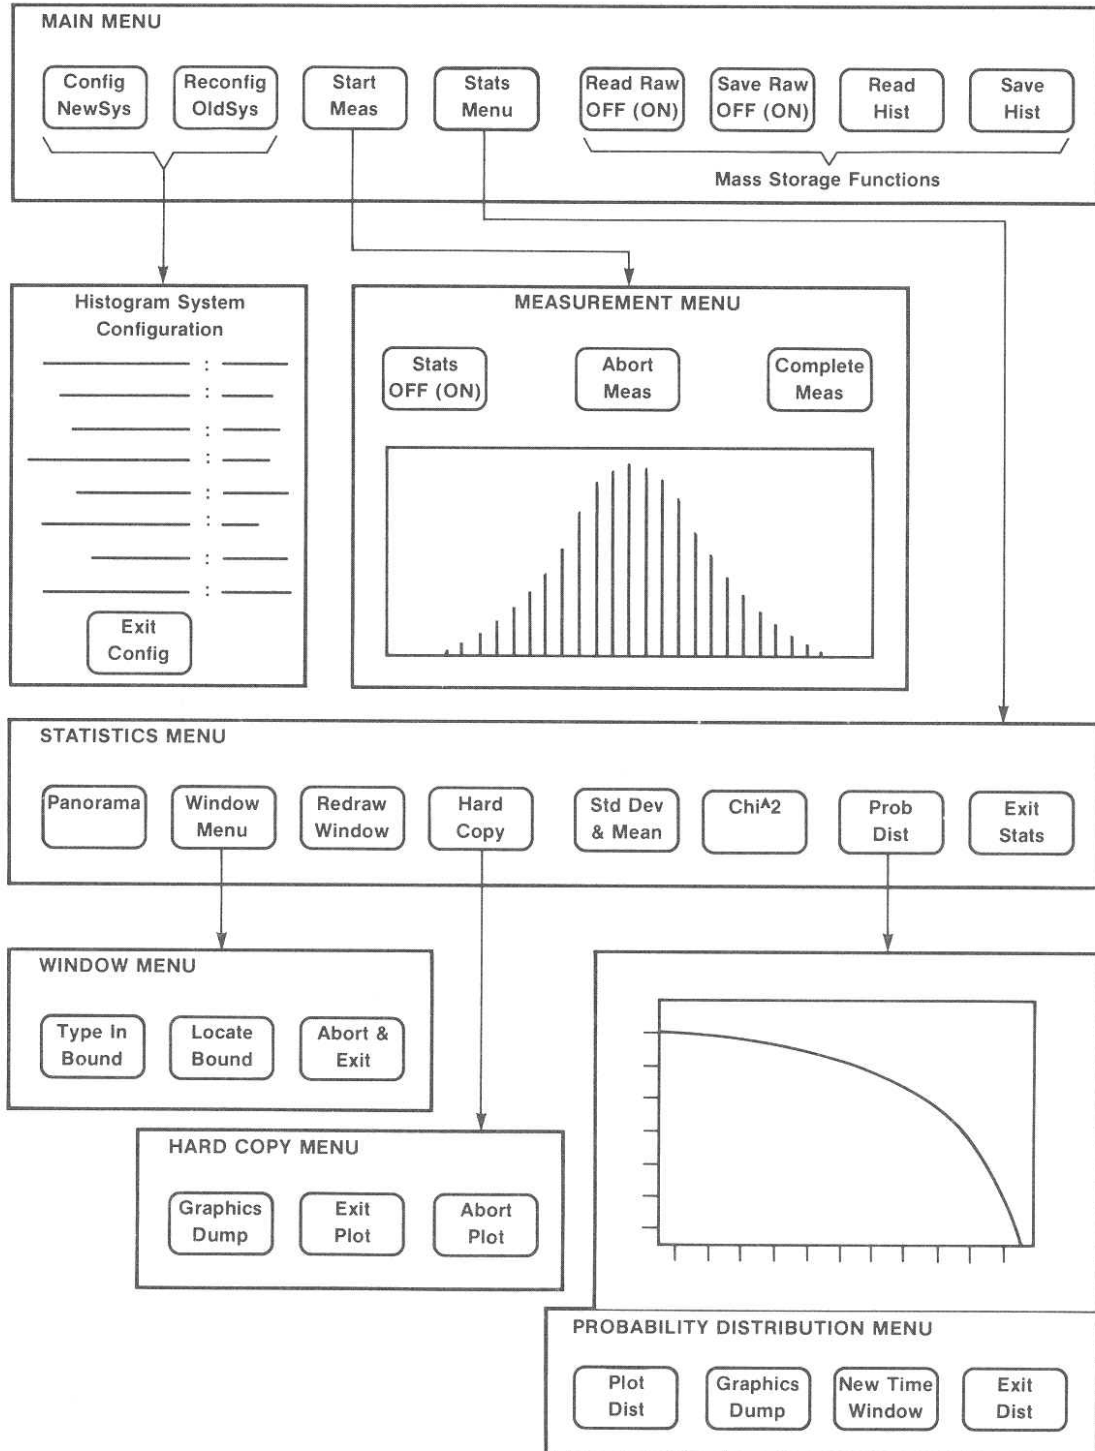 MAIN MENU
Config
NewSys
Reconfig
OldSys
Start
Meas
Stats
Menu
Read Raw
OFF (ON)
Save Raw
OFF (ON)
Read
Hist
Save
Hist
Mass Storage Functions
Histogram System
Configuration
:
:
:
:
:
:
:
:
Exit
Config
MEASUREMENT MENU
Stats
OFF (ON)
Abort
Meas
Complete
Meas
STATISTICS MENU
Panorama
Window
Menu
Redraw
Window
Hard
Copy
Std Dev
& Mean
Chi^2
Prob
Dist
Exit
Stats
WINDOW MENU
Type In
Bound
Locate
Bound
Abort &
Exit
HARD COPY MENU
Graphics
Dump
Exit
Plot
Abort
Plot
PROBABILITY DISTRIBUTION MENU
Plot
Dist
Graphics
Dump
New Time
Window
Exit
Dist